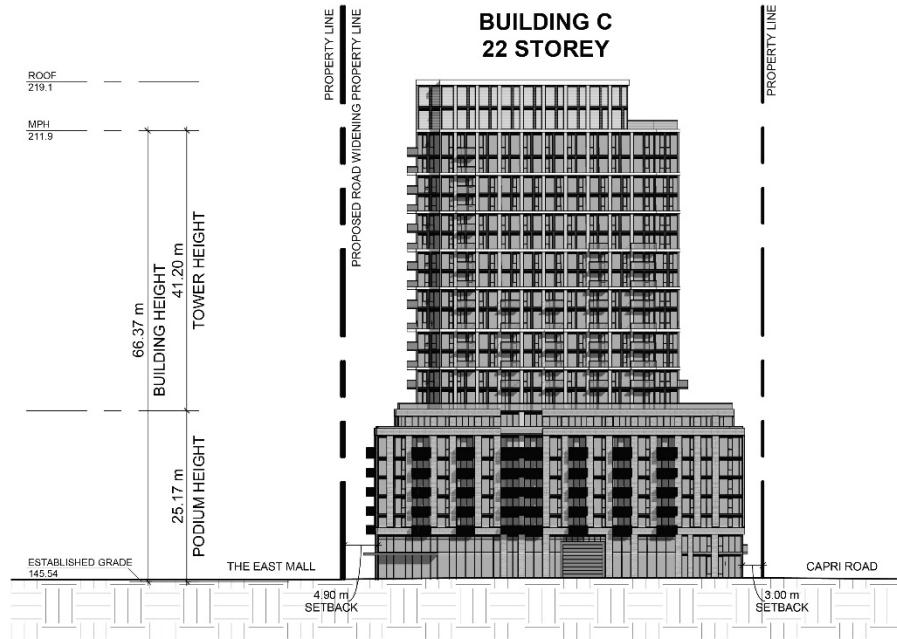 BUILDING C
22 STOREY
PROPERTY LINE
PROPOSED ROAD WIDENING PROPERTY LINE
PROPERTY LINE
ROOF
219.1
MPH
211.9
66.37 m
BUILDING HEIGHT
41.20 m
TOWER HEIGHT
25.17 m
PODIUM HEIGHT
ESTABLISHED GRADE
145.54
THE EAST MALL
CAPRI ROAD
4.90 m
SETBACK
3.00 m
SETBACK